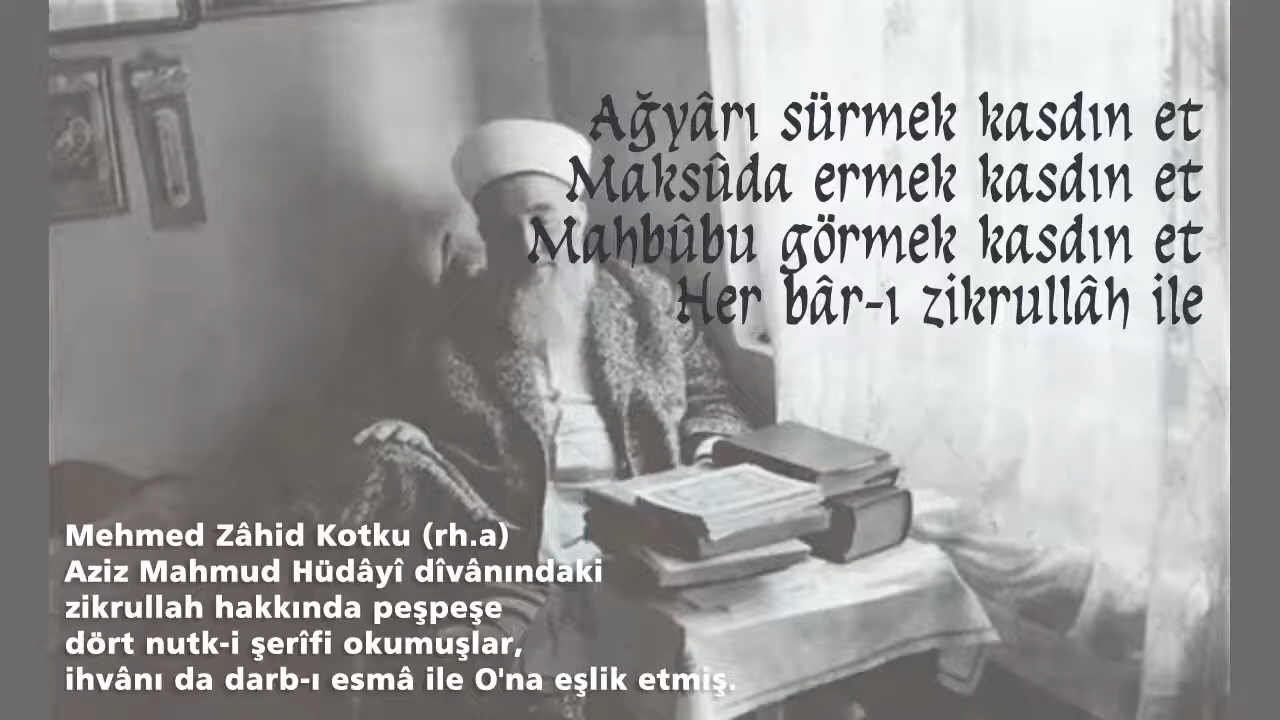 Ağyârı sürmek kasdın et
Maksûda ermek kasdın et
Mahbûbu görmek kasdın et
Her bâr-ı zikrullâh ile
Mehmed Zâhid Kotku (rh.a)
Aziz Mahmud Hüdâyî dîvânındaki
zikrullah hakkında peşpeşe
dört nutk-i şerîfi okumuşlar,
ihvânı da darb-ı esmâ ile O'na eşlik etmiş.